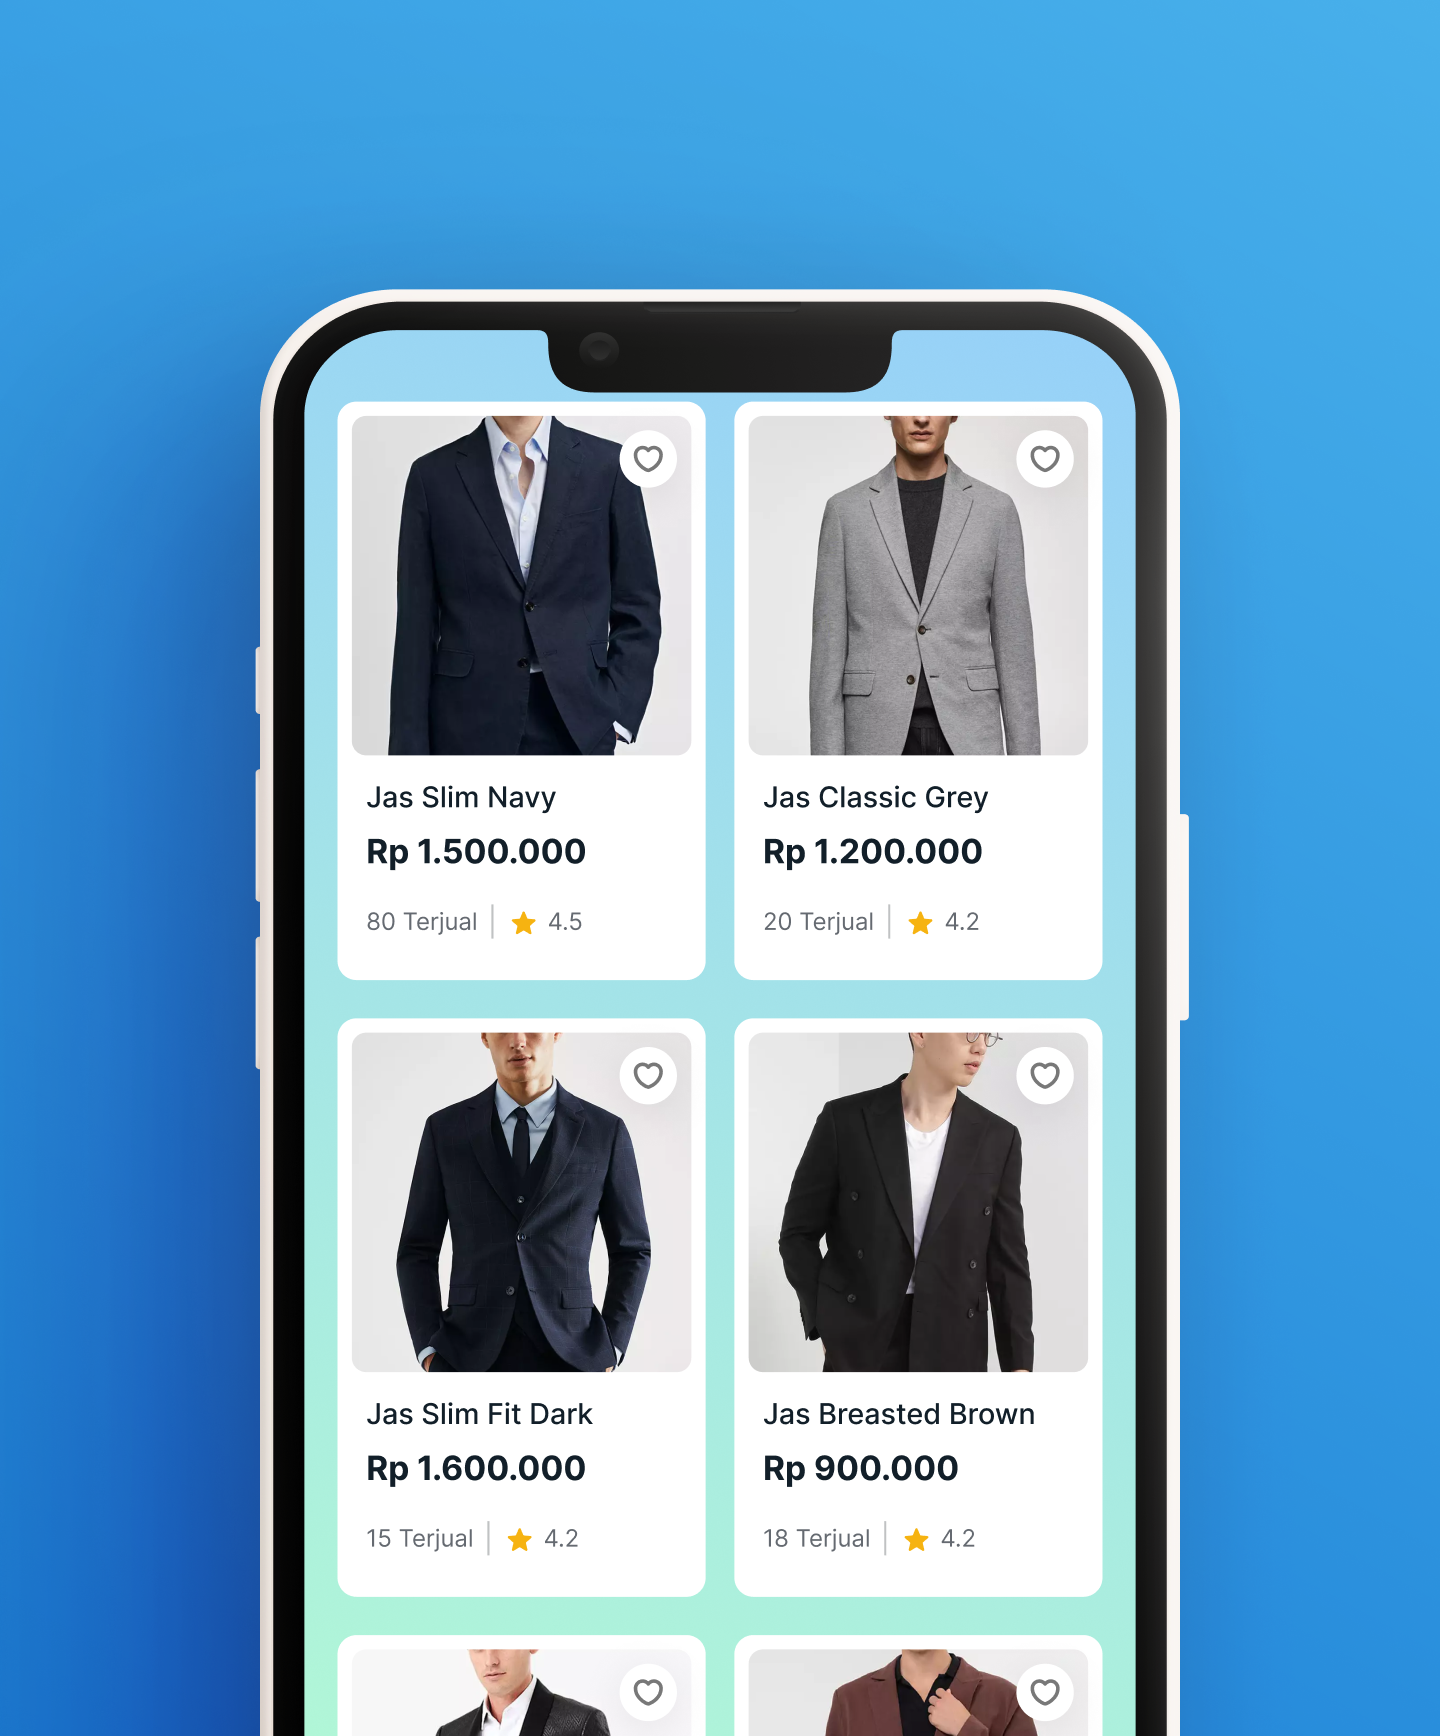 Jas Slim Navy
Rp 1.500.000
80 Terjual 4.5
Jas Classic Grey
Rp 1.200.000
20 Terjual 4.2
Jas Slim Fit Dark
Rp 1.600.000
15 Terjual 4.2
Jas Breasted Brown
Rp 900.000
18 Terjual 4.2